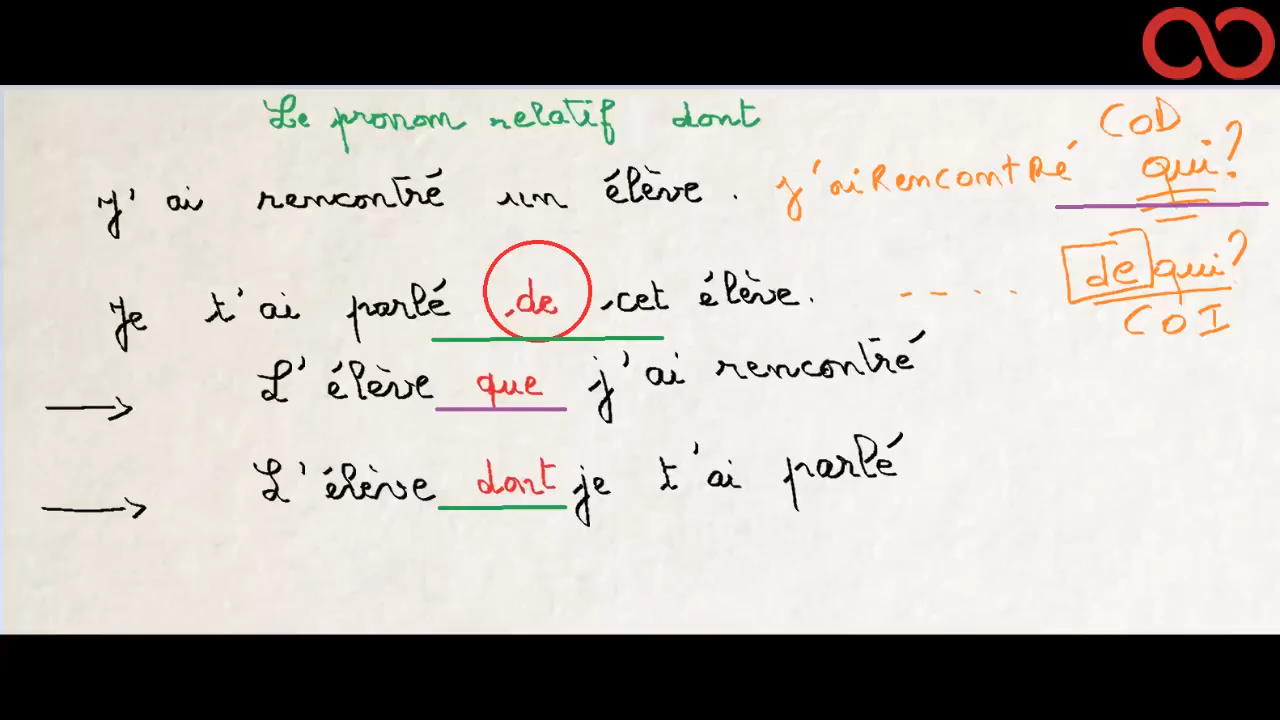 Le pronom relatif dont
COD
J'ai rencontré un élève. j'ai Rencontré qui?
Je t'ai parlé de cet élève. ---- de qui?
COI
L'élève que j'ai rencontré
L'élève dont je t'ai parlé